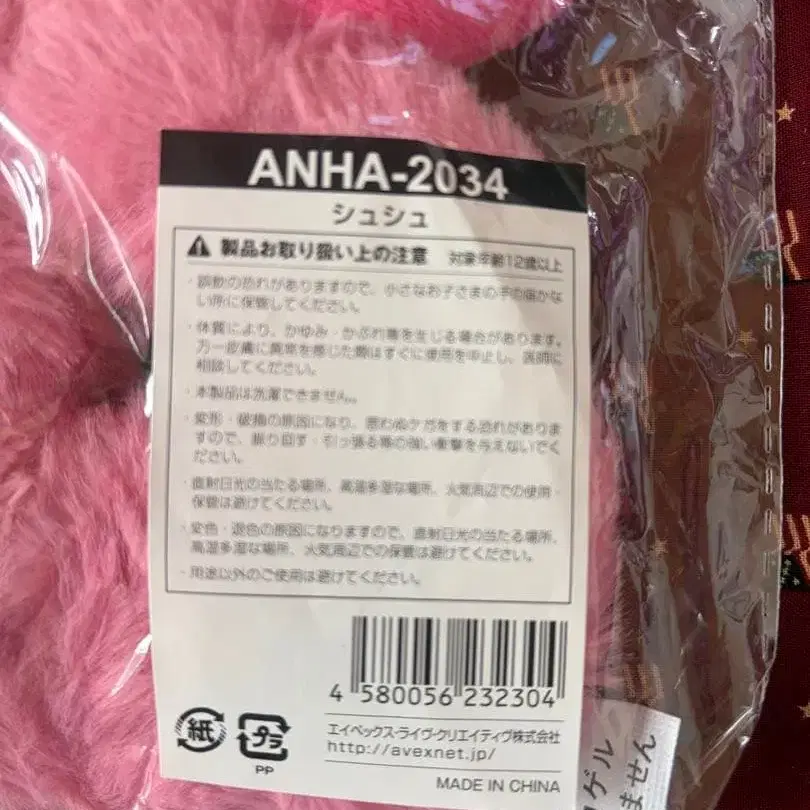 ANHA-2034
シュシュ
製品お取り扱い上の注意 対象年齢12歳以上
・誤飲の恐れがありますので、小さなお子さまの手の届かな
い所に保管してください。
・体質により、かゆみ・かぶれ等を生じる場合があります。
万一皮膚に異常を感じた際はすぐに使用を中止し、医師に
相談してください。
・本製品は洗濯できません。
・変形・破損の原因になり、思わぬケガをする恐れがありま
すので、振り回す・引っ張る等の強い衝撃を与えないでく
ださい。
・直射日光の当たる場所、高温多湿な場所、火気周辺での使用・
保管は避けてください。
・変色・退色の原因になりますので、直射日光の当たる場所、
高温多湿な場所、火気周辺での保管は避けてください。
・用途以外のご使用は避けてください。
4 580056 232304
紙
プラ
PP
エイベックス・ライヴ・クリエイティヴ株式会社
http://avexnet.jp/
MADE IN CHINA
ゲル
ません